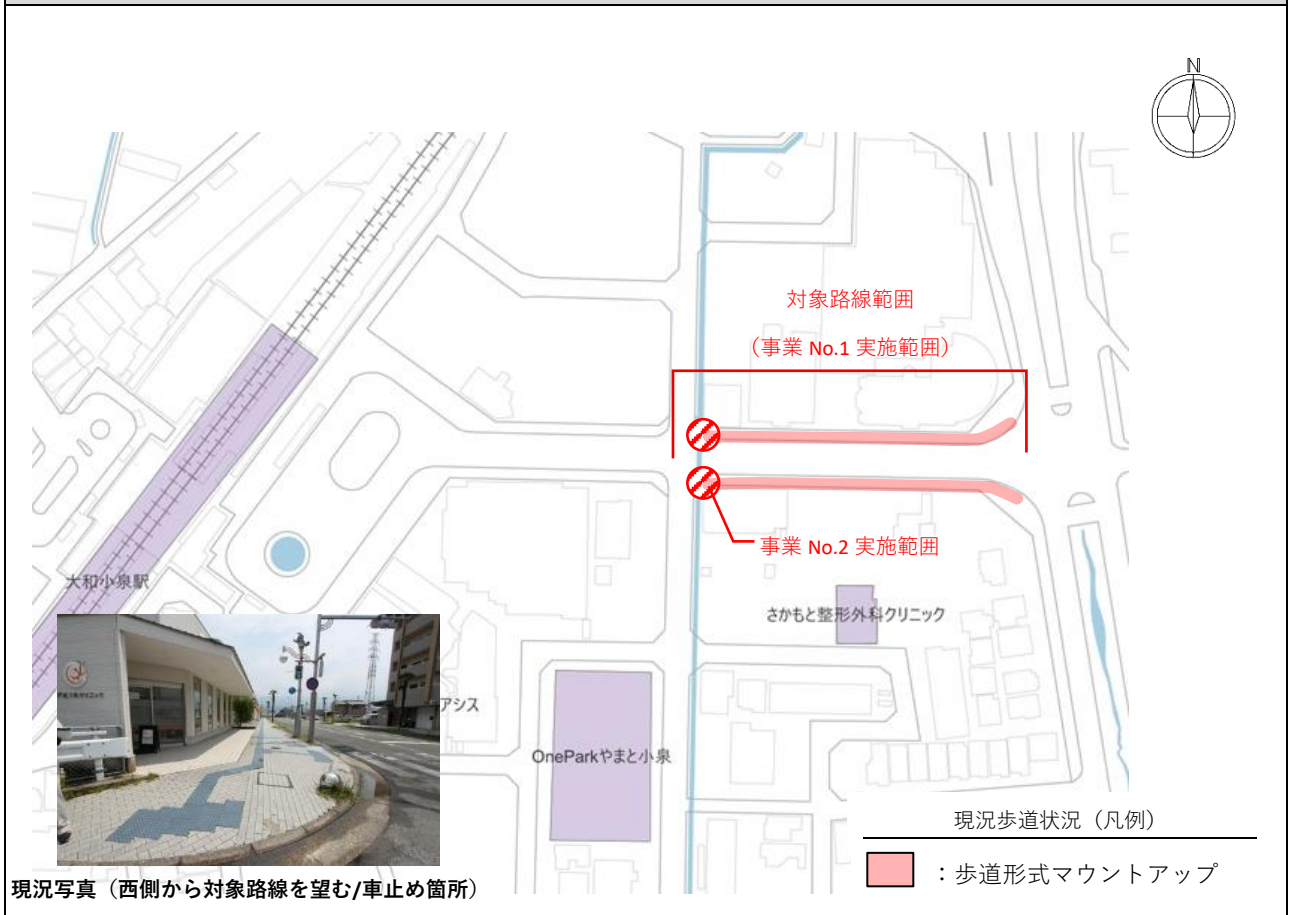 N
対象路線範囲
（事業 No.1 実施範囲）
事業 No.2 実施範囲
大和小泉駅
さかもと整形外科クリニック
アシス
OneParkやまと小泉
現況歩道状況（凡例）
：歩道形式マウントアップ
現況写真（西側から対象路線を望む/車止め箇所）